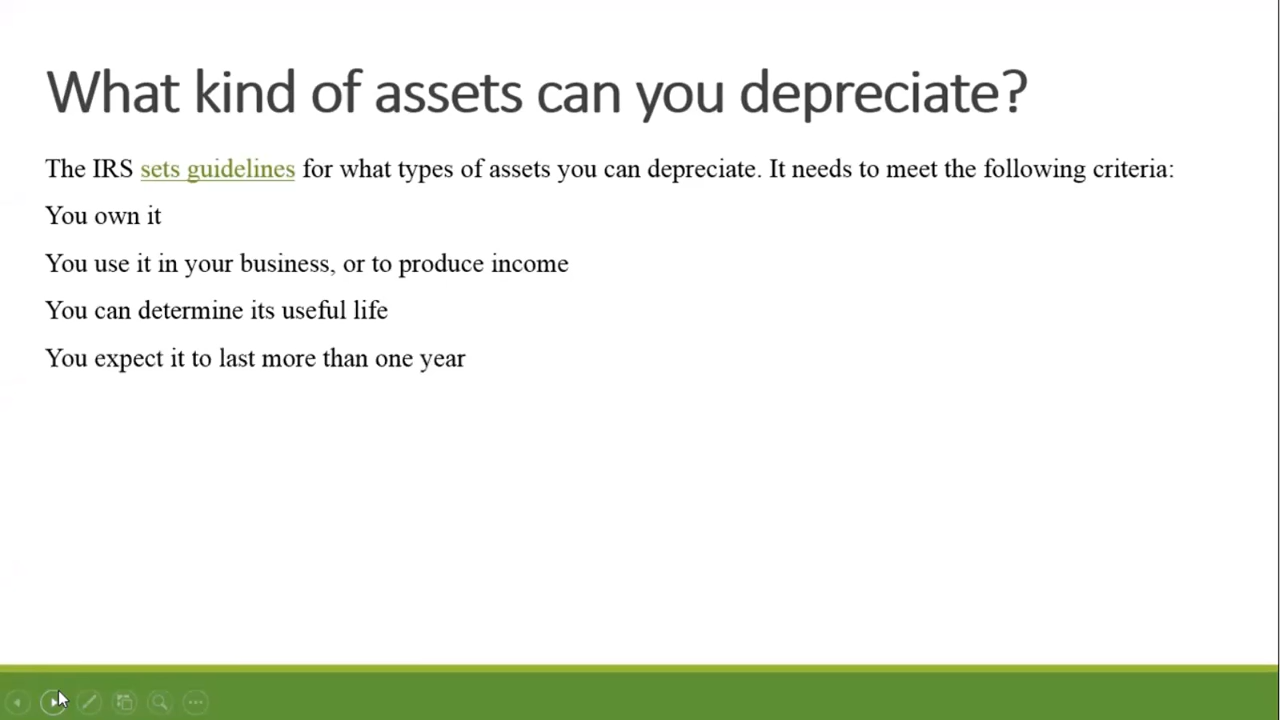 What kind of assets can you depreciate?
The IRS sets guidelines for what types of assets you can depreciate. It needs to meet the following criteria:
You own it
You use it in your business, or to produce income
You can determine its useful life
You expect it to last more than one year